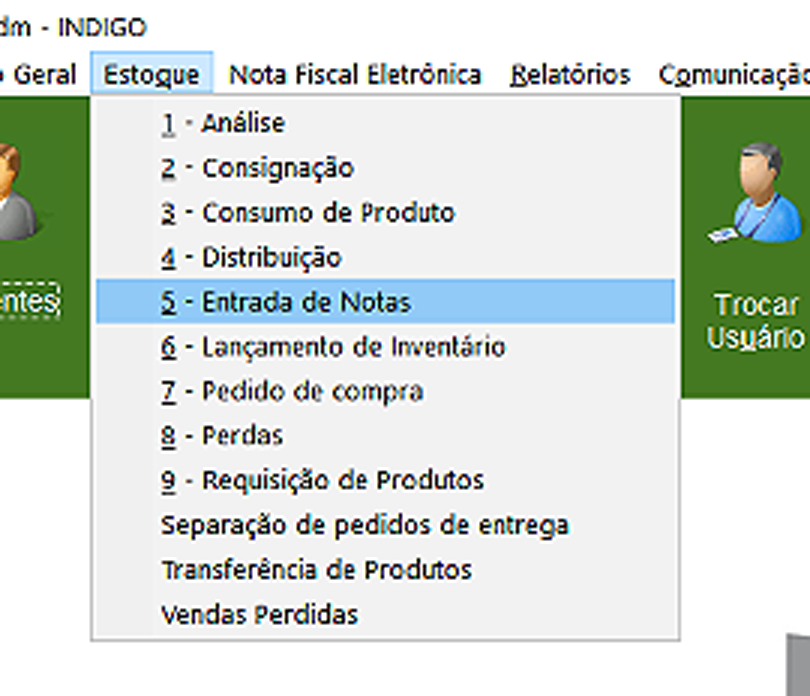 dm - INDIGO
o Geral Estoque Nota Fiscal Eletrônica Relatórios Comunicação
1 - Análise
2 - Consignação
3 - Consumo de Produto
4 - Distribuição
5 - Entrada de Notas
6 - Lançamento de Inventário
7 - Pedido de compra
8 - Perdas
9 - Requisição de Produtos
Separação de pedidos de entrega
Transferência de Produtos
Vendas Perdidas
entes
Trocar
Usuário